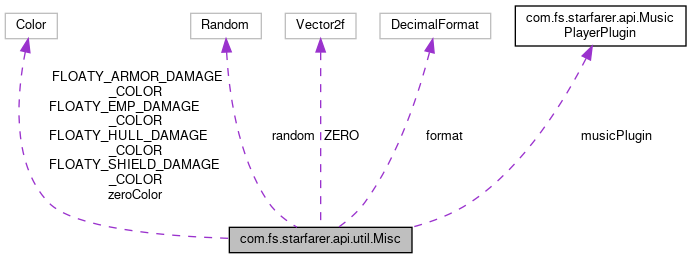 Color
Random
Vector2f
DecimalFormat
com.fs.starfarer.api.Music
PlayerPlugin
FLOATY_ARMOR_DAMAGE
_COLOR
FLOATY_EMP_DAMAGE
_COLOR
FLOATY_HULL_DAMAGE
_COLOR
FLOATY_SHIELD_DAMAGE
_COLOR
zeroColor
random
ZERO
format
musicPlugin
com.fs.starfarer.api.util.Misc